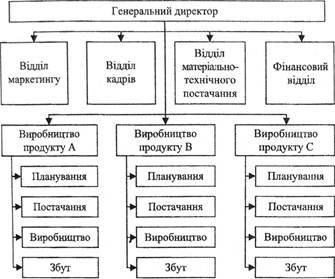 Генеральний директор
Відділ
маркетингу
Відділ
кадрів
Відділ
матеріально-
технічного
постачання
Фінансовий
відділ
Виробництво
продукту А
Виробництво
продукту В
Виробництво
продукту С
Планування
Планування
Планування
Постачання
Постачання
Постачання
Виробництво
Виробництво
Виробництво
Збут
Збут
Збут